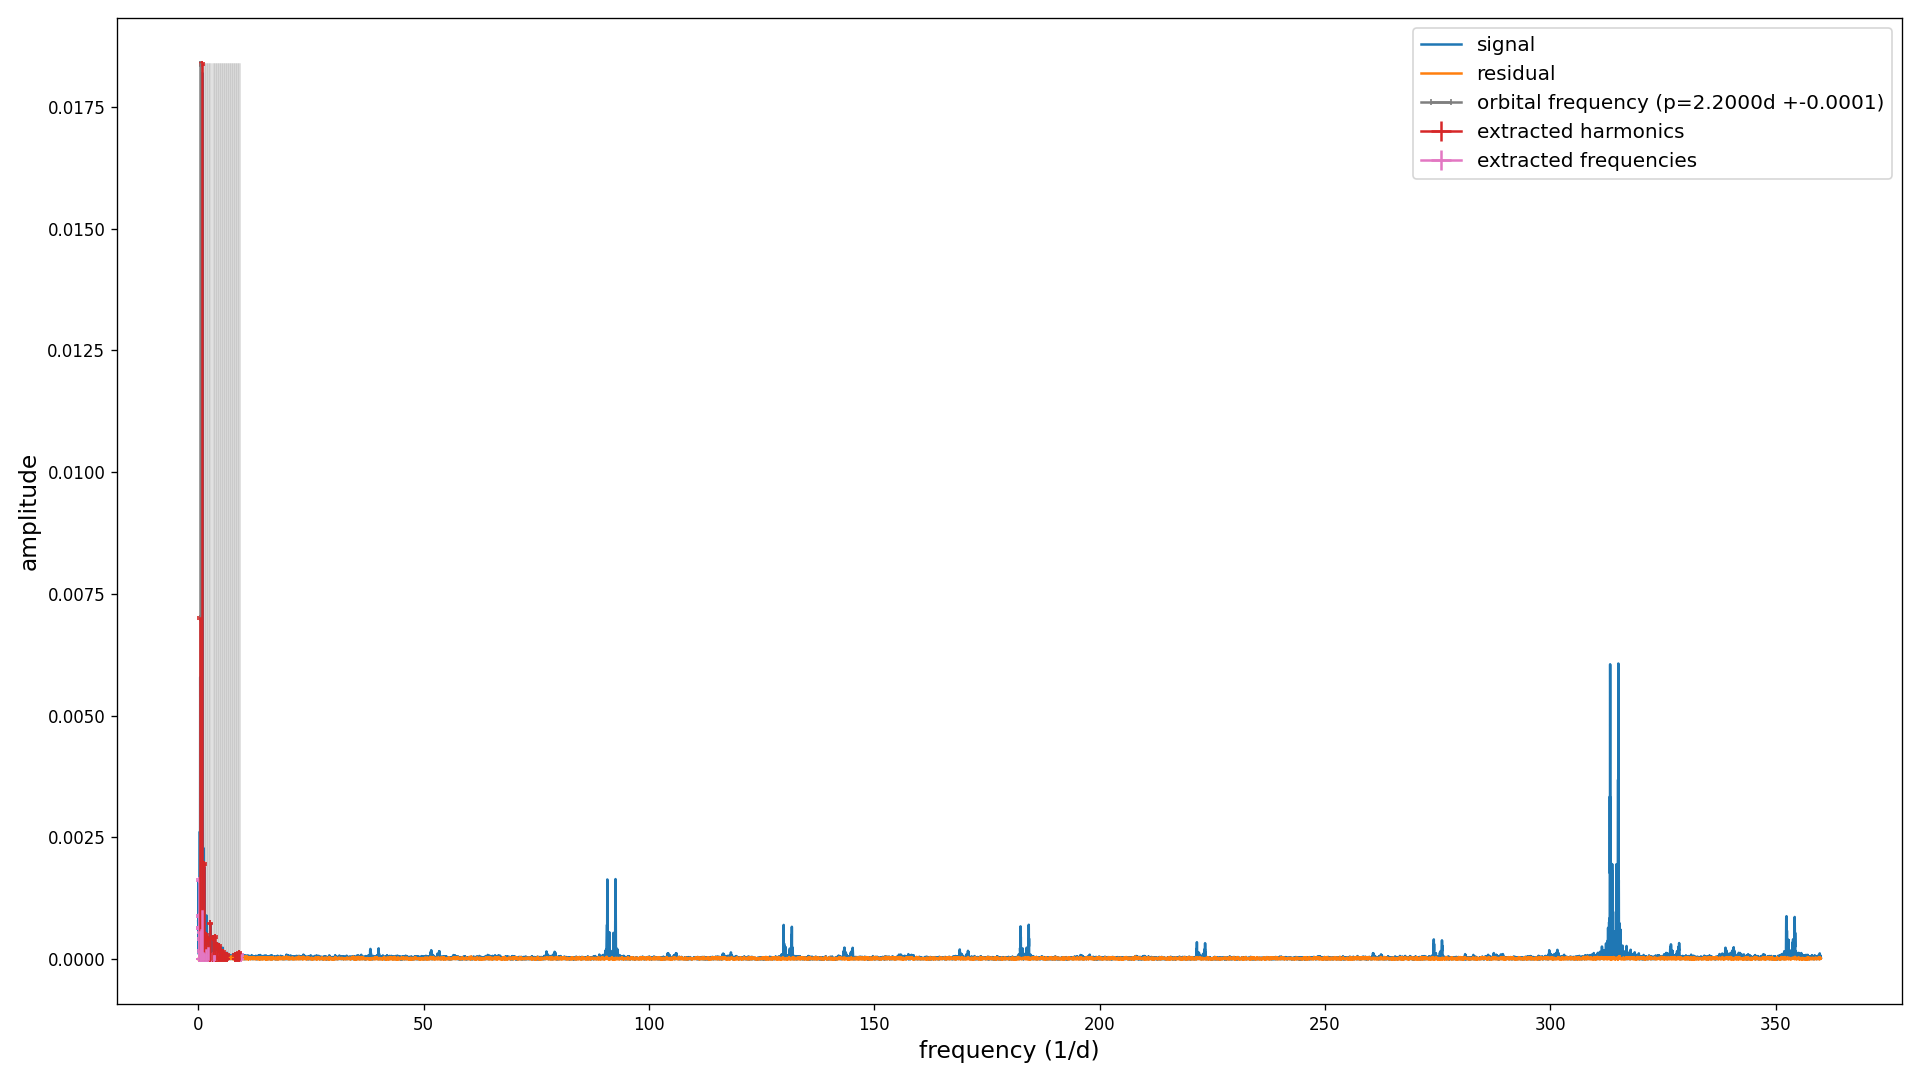 signal
residual
orbital frequency (p=2.2000d +-0.0001)
extracted harmonics
extracted frequencies
0.0175
0.0150
0.0125
0.0100
0.0075
0.0050
0.0025
0.0000
amplitude
0 50 100 150 200 250 300 350
frequency (1/d)